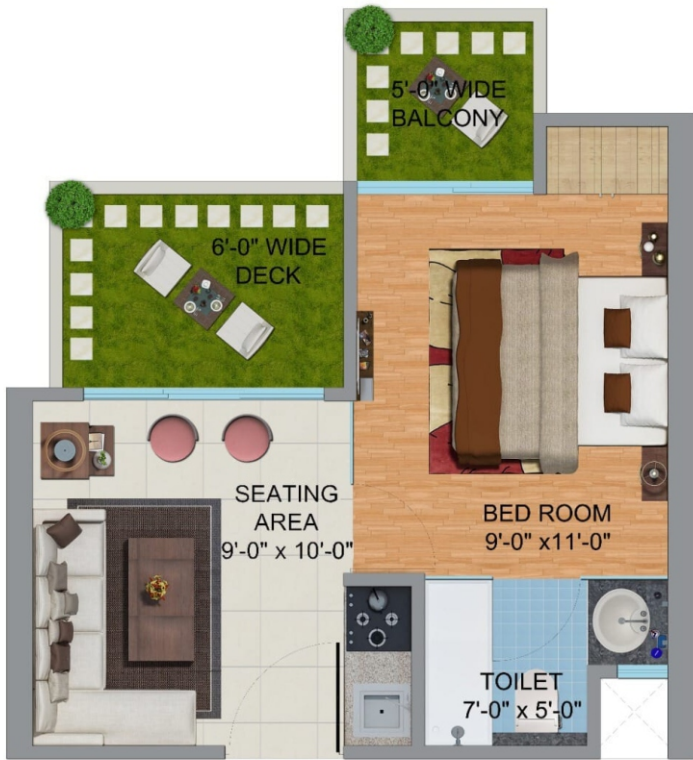 5'-0" WIDE
BALCONY
6'-0" WIDE
DECK
SEATING
AREA
9'-0" x 10'-0"
BED ROOM
9'-0" x11'-0"
TOILET
7'-0" x 5'-0"